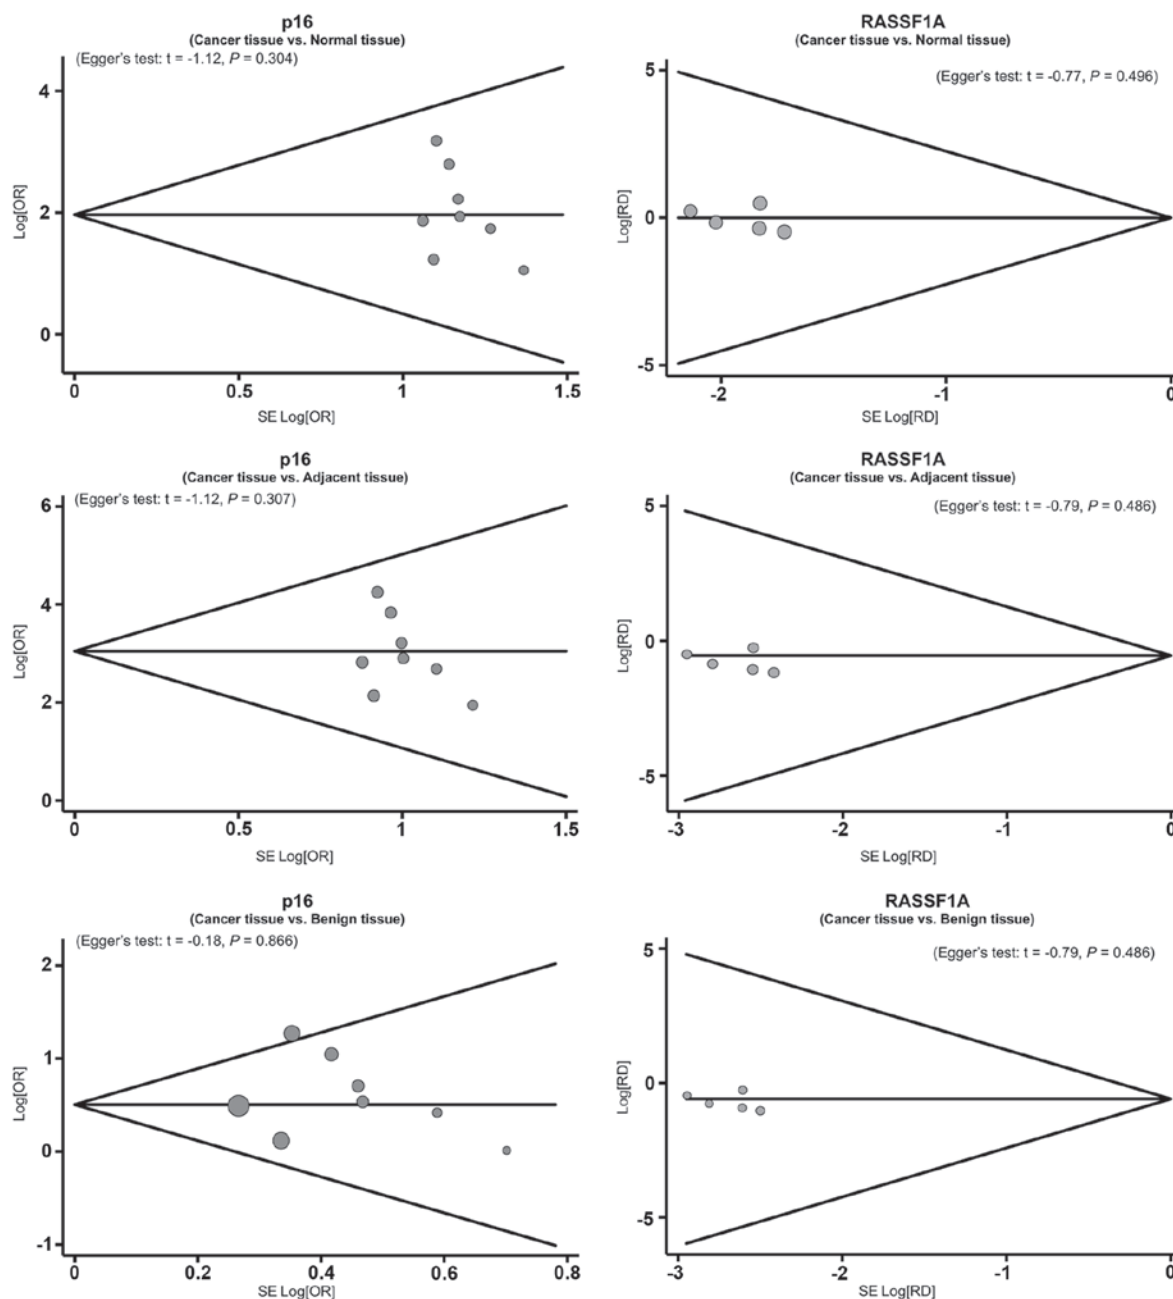 p16
(Cancer tissue vs. Normal tissue)
(Egger's test: t = -1.12, P = 0.304)
4
2
0
Log[OR]
0 0.5 1 1.5
SE Log[OR]
RASSF1A
(Cancer tissue vs. Normal tissue)
(Egger's test: t = -0.77, P = 0.496)
5
0
-5
Log[RD]
-2 -1 0
SE Log[RD]
p16
(Cancer tissue vs. Adjacent tissue)
(Egger's test: t = -1.12, P = 0.307)
6
4
2
0
Log[OR]
0 0.5 1 1.5
SE Log[OR]
RASSF1A
(Cancer tissue vs. Adjacent tissue)
(Egger's test: t = -0.79, P = 0.486)
5
0
-5
Log[RD]
-3 -2 -1 0
SE Log[RD]
p16
(Cancer tissue vs. Benign tissue)
(Egger's test: t = -0.18, P = 0.866)
2
1
0
-1
Log[OR]
0 0.2 0.4 0.6 0.8
SE Log[OR]
RASSF1A
(Cancer tissue vs. Benign tissue)
(Egger's test: t = -0.79, P = 0.486)
5
0
-5
Log[RD]
-3 -2 -1 0
SE Log[RD]